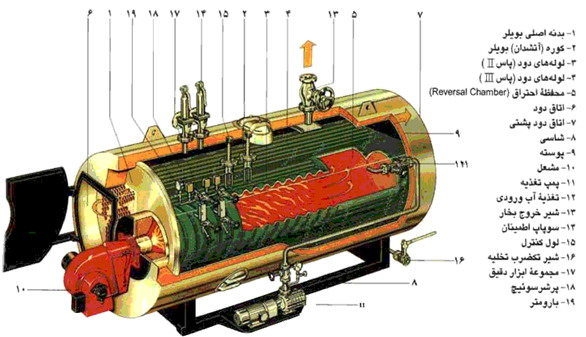 ۶ ۱ ۱۹ ۱۸ ۱۷ ۱۴ ۱۵ ۲ ۳ ۴ ۱۳ ۵ ۷
۱- بدنه اصلی بویلر
۲- کوره (آتشدان) بویلر
۳- لوله‌های دود (پاس II)
۴- لوله‌های دود (پاس III)
۵- محفظهٔ احتراق (Reversal Chamber)
۶- اتاق دود
۷- اتاق دود پشتی
۸- شاسی
۹- پوسته
۱۰- مشعل
۱۱- پمپ تغذیه
۱۲- تغذیهٔ آب ورودی
۱۳- شیر خروج بخار
۱۴- سوپاپ اطمینان
۱۵- لول کنترل
۱۶- شیر تکضرب تخلیه
۱۷- مجموعهٔ ابزار دقیق
۱۸- پرشرسوئیچ
۱۹- بارومتر
۹
۱۲۱
۱۶
۸
۱۰
۱۱